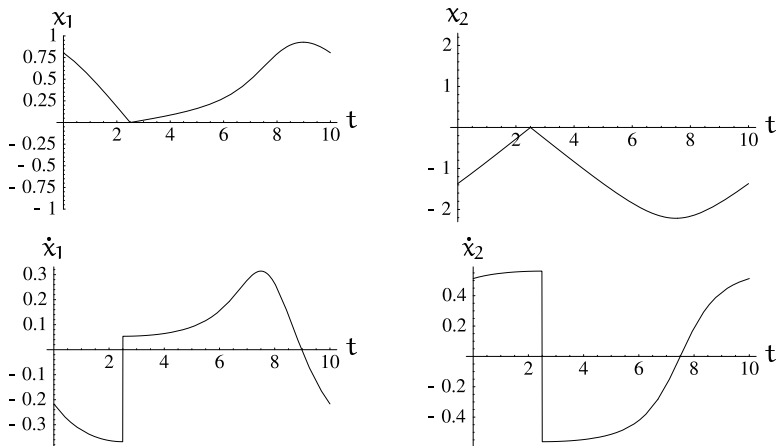 x₁
1
0.75
0.5
0.25
2 4 6 8 10 t
- 0.25
- 0.5
- 0.75
- 1
x₂
2
1
2 4 6 8 10 t
- 1
- 2
ẋ₁
0.3
0.2
0.1
2 4 6 8 10 t
- 0.1
- 0.2
- 0.3
ẋ₂
0.4
0.2
2 4 6 8 10 t
- 0.2
- 0.4